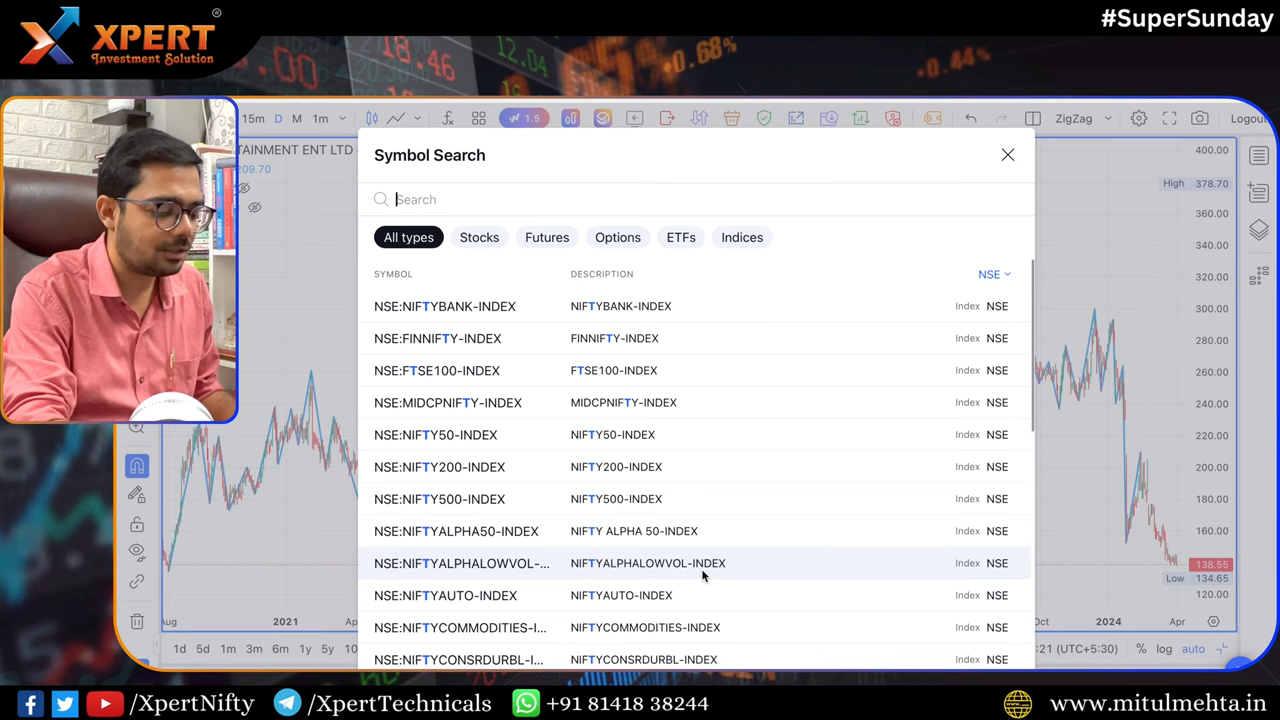 #SuperSunday
XPERT
Investment Solution
®
15m D M 1m
1.5
ZigZag
Logout
TAINMENT ENT LTD
209.70
Symbol Search
Search
All types Stocks Futures Options ETFs Indices
SYMBOL DESCRIPTION NSE
NSE:NIFTYBANK-INDEX NIFTYBANK-INDEX Index NSE
NSE:FINNIFTY-INDEX FINNIFTY-INDEX Index NSE
NSE:FTSE100-INDEX FTSE100-INDEX Index NSE
NSE:MIDCPNIFTY-INDEX MIDCPNIFTY-INDEX Index NSE
NSE:NIFTY50-INDEX NIFTY50-INDEX Index NSE
NSE:NIFTY200-INDEX NIFTY200-INDEX Index NSE
NSE:NIFTY500-INDEX NIFTY500-INDEX Index NSE
NSE:NIFTYALPHA50-INDEX NIFTY ALPHA 50-INDEX Index NSE
NSE:NIFTYALPHALOWVOL-... NIFTYALPHALOWVOL-INDEX Index NSE
NSE:NIFTYAUTO-INDEX NIFTYAUTO-INDEX Index NSE
NSE:NIFTYCOMMODITIES-I... NIFTYCOMMODITIES-INDEX Index NSE
NSE:NIFTYCONSRDURBL-I... NIFTYCONSRDURBL-INDEX Index NSE
400.00
High 378.70
360.00
340.00
320.00
300.00
280.00
260.00
240.00
220.00
200.00
180.00
160.00
138.55
Low 134.65
120.00
Aug 2021 Ap
Oct 2024 Apr
1d 5d 1m 3m 6m 1y 5y
:21 (UTC+5:30) % log auto
/XpertNifty /XpertTechnicals +91 81418 38244 www.mitulmehta.in
12.04
18.46
-0.68%